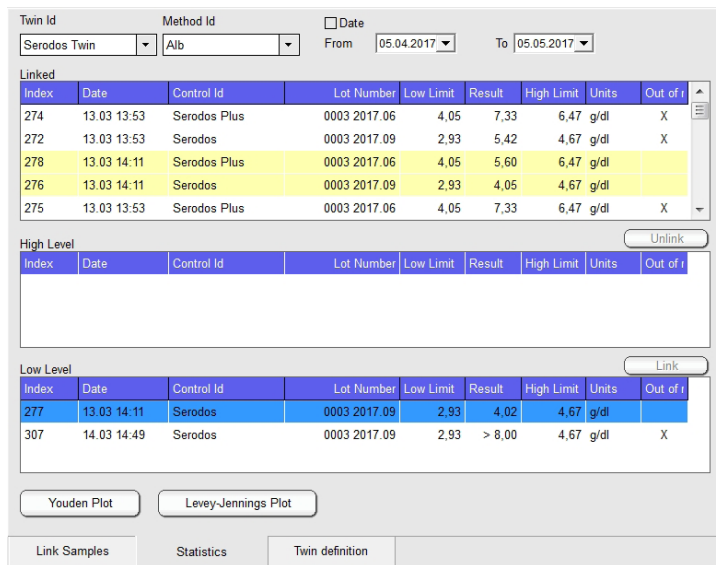 Twin Id Method Id Date
Serodos Twin Alb From 05.04.2017 To 05.05.2017
Linked
Index Date Control Id Lot Number Low Limit Result High Limit Units Out of r
274 13.03 13:53 Serodos Plus 0003 2017.06 4,05 7,33 6,47 g/dl X
272 13.03 13:53 Serodos 0003 2017.09 2,93 5,42 4,67 g/dl X
278 13.03 14:11 Serodos Plus 0003 2017.06 4,05 5,60 6,47 g/dl
276 13.03 14:11 Serodos 0003 2017.09 2,93 4,05 4,67 g/dl
275 13.03 13:53 Serodos Plus 0003 2017.06 4,05 7,33 6,47 g/dl X
High Level Unlink
Index Date Control Id Lot Number Low Limit Result High Limit Units Out of r
Low Level Link
Index Date Control Id Lot Number Low Limit Result High Limit Units Out of r
277 13.03 14:11 Serodos 0003 2017.09 2,93 4,02 4,67 g/dl
307 14.03 14:49 Serodos 0003 2017.09 2,93 > 8,00 4,67 g/dl X
Youden Plot Levey-Jennings Plot
Link Samples Statistics Twin definition